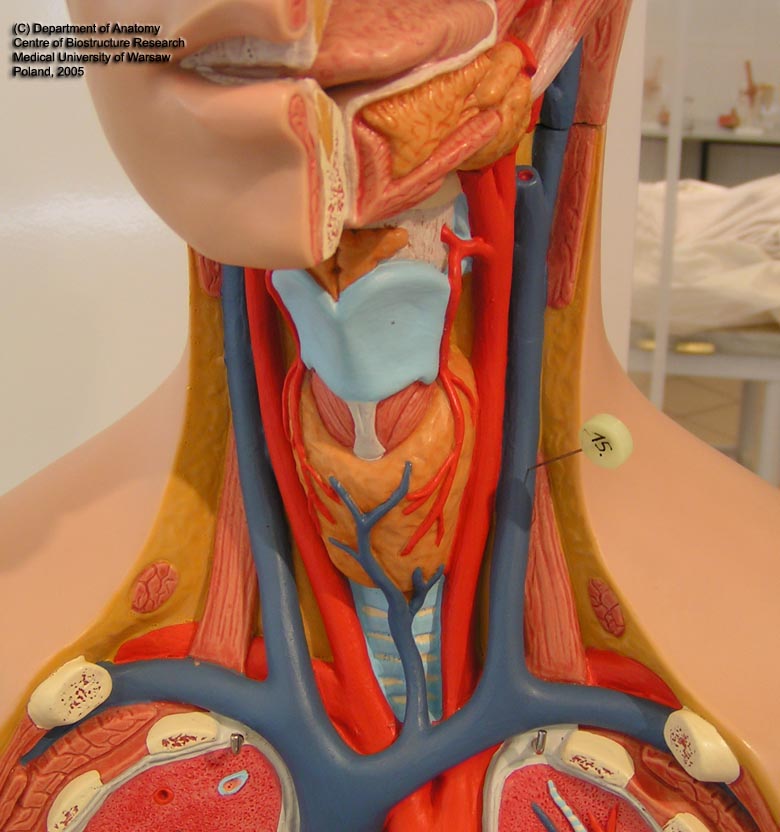 (C) Department of Anatomy
Centre of Biostructure Research
Medical University of Warsaw
Poland, 2005
15.